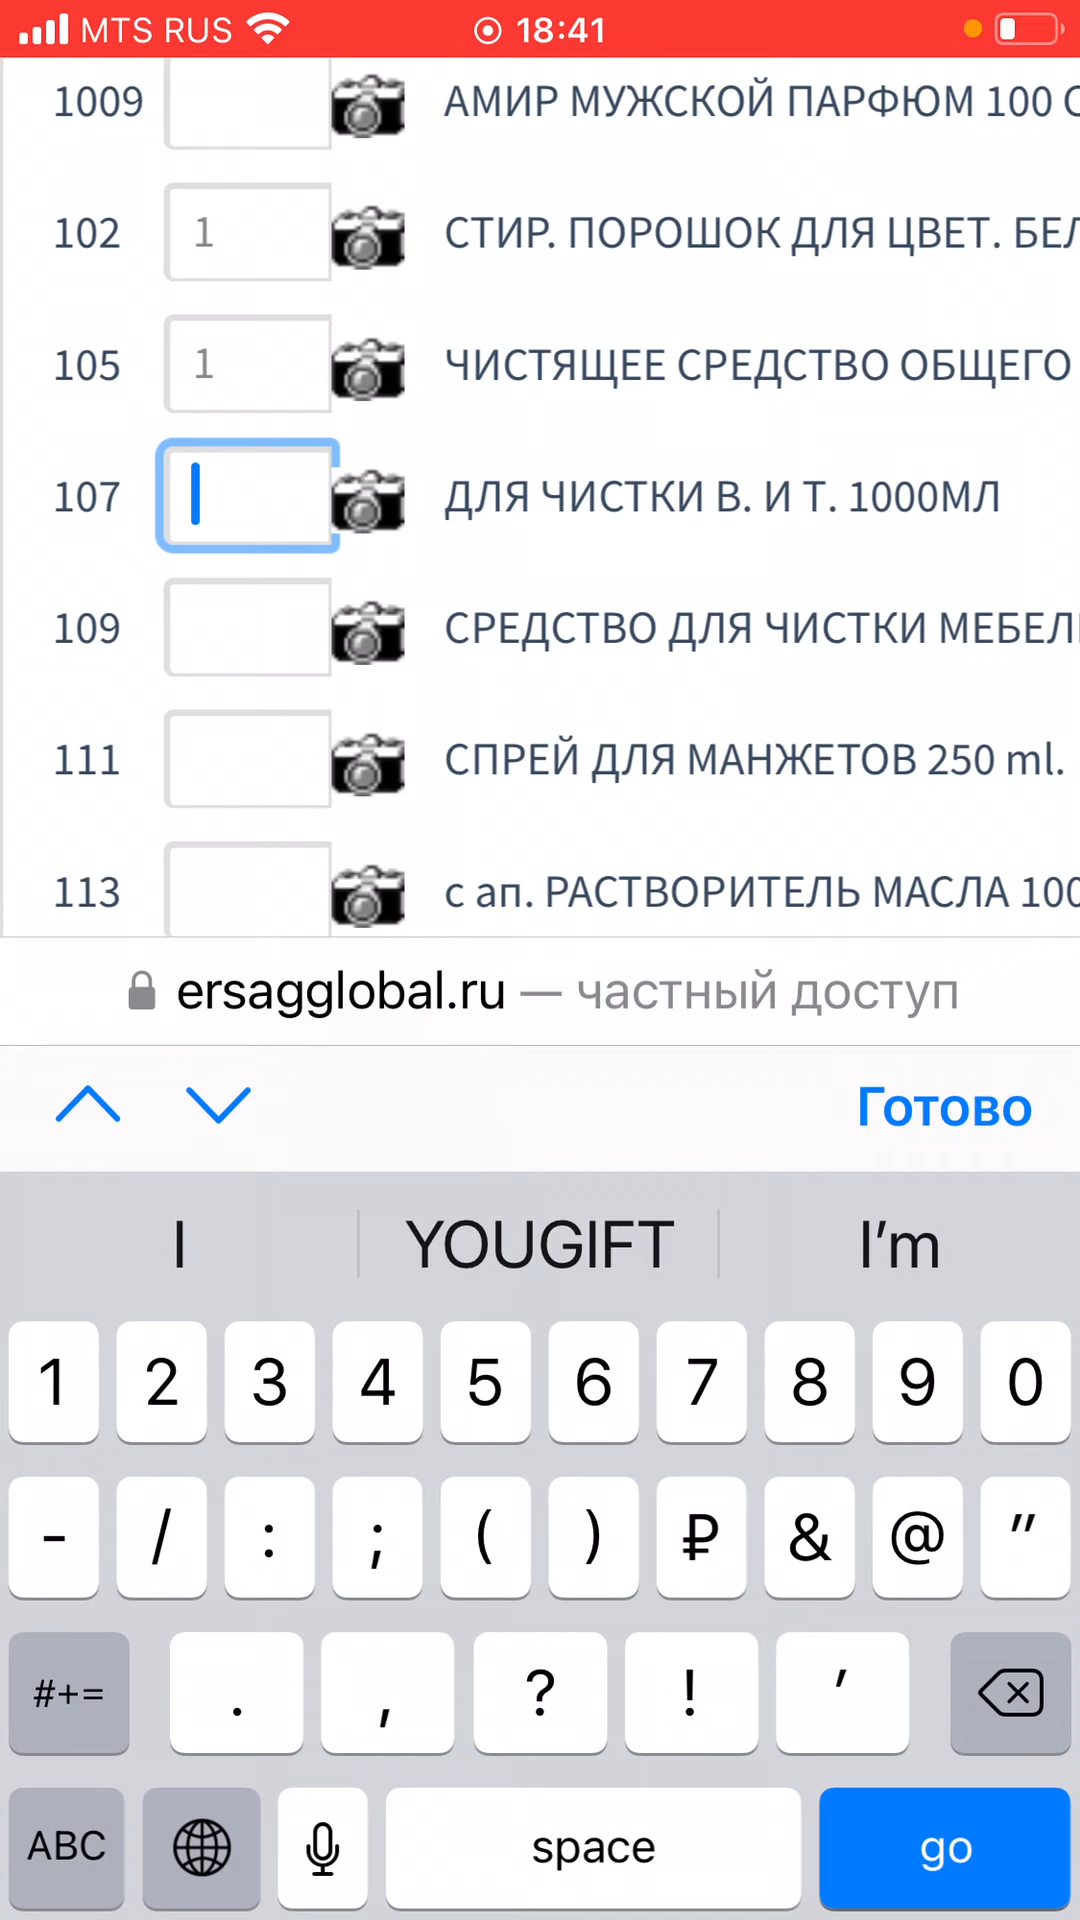 MTS RUS 18:41
1009 АМИР МУЖСКОЙ ПАРФЮМ 100
102 1 СТИР. ПОРОШОК ДЛЯ ЦВЕТ. БЕЛ
105 1 ЧИСТЯЩЕЕ СРЕДСТВО ОБЩЕГО
107 ДЛЯ ЧИСТКИ В. И Т. 1000МЛ
109 СРЕДСТВО ДЛЯ ЧИСТКИ МЕБЕЛ
111 СПРЕЙ ДЛЯ МАНЖЕТОВ 250 ml.
113 с ап. РАСТВОРИТЕЛЬ МАСЛА 100
ersagglobal.ru — частный доступ
Готово
I YOUGIFT I’m
1 2 3 4 5 6 7 8 9 0
- / : ; ( ) ₽ & @ "
#+= . , ? ! '
ABC space go